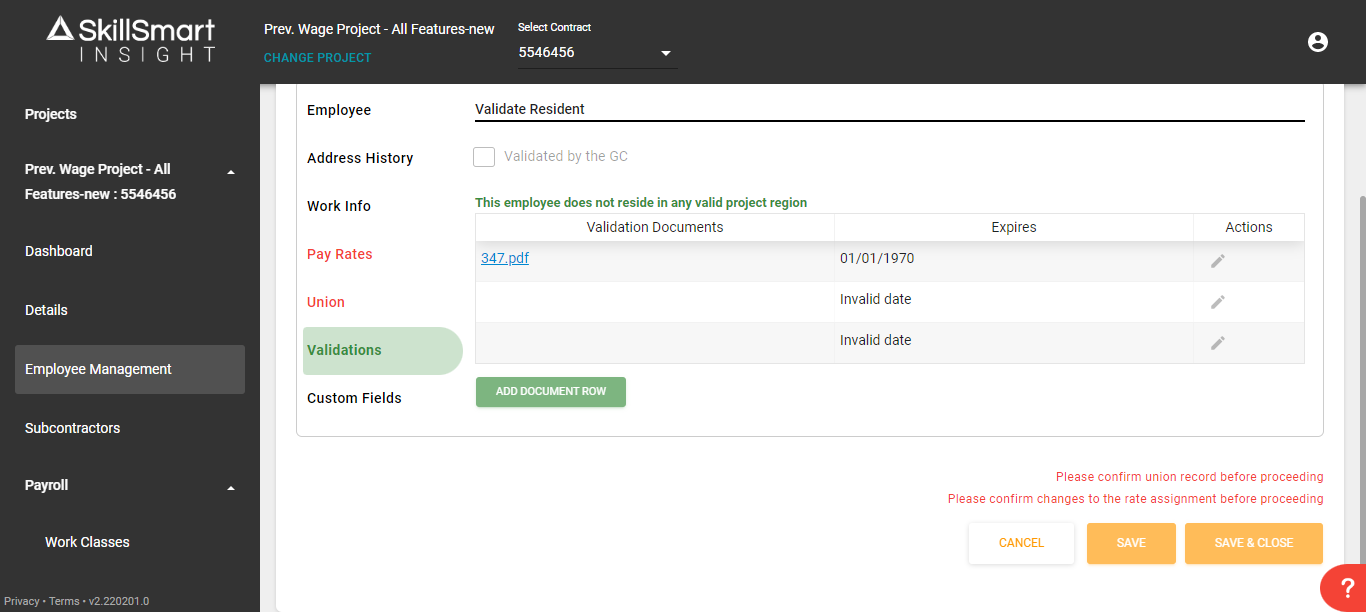 SkillSmart
INSIGHT
Prev. Wage Project - All Features-new
CHANGE PROJECT
Select Contract
5546456
Projects
Prev. Wage Project - All
Features-new : 5546456
Dashboard
Details
Employee Management
Subcontractors
Payroll
Work Classes
Privacy • Terms • v2.220201.0
Employee
Address History
Work Info
Pay Rates
Union
Validations
Custom Fields
Validate Resident
Validated by the GC
This employee does not reside in any valid project region
Validation Documents Expires Actions
347.pdf 01/01/1970
Invalid date
Invalid date
ADD DOCUMENT ROW
Please confirm union record before proceeding
Please confirm changes to the rate assignment before proceeding
CANCEL SAVE SAVE & CLOSE
?